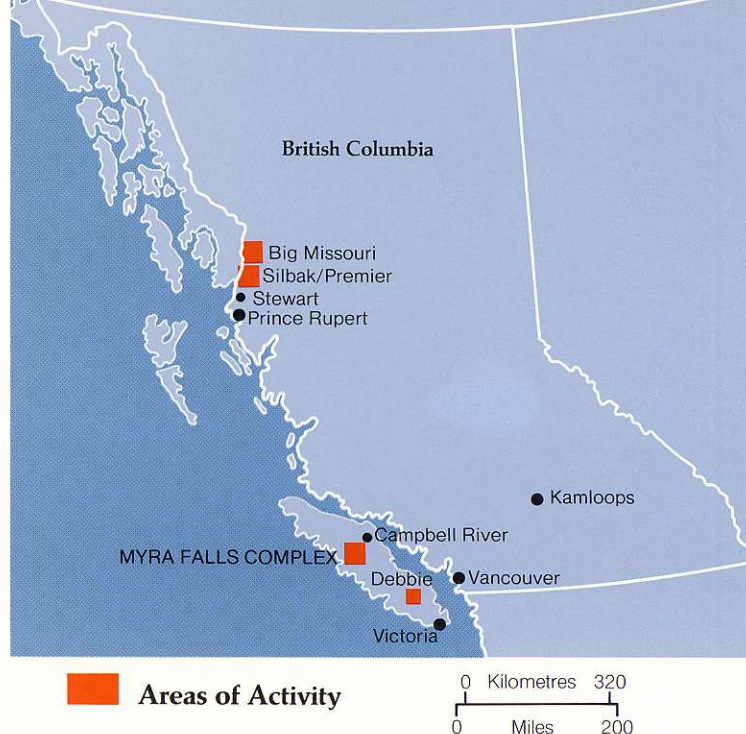 British Columbia
Big Missouri
Silbak/Premier
Stewart
Prince Rupert
Kamloops
Campbell River
MYRA FALLS COMPLEX
Debbie
Vancouver
Victoria
Areas of Activity
0 Kilometres 320
0 Miles 200